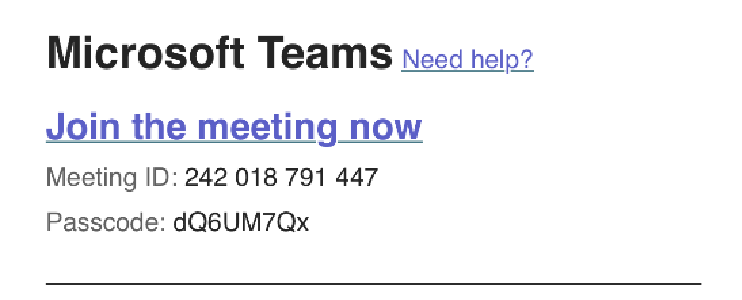 Microsoft Teams Need help?
Join the meeting now
Meeting ID: 242 018 791 447
Passcode: dQ6UM7Qx